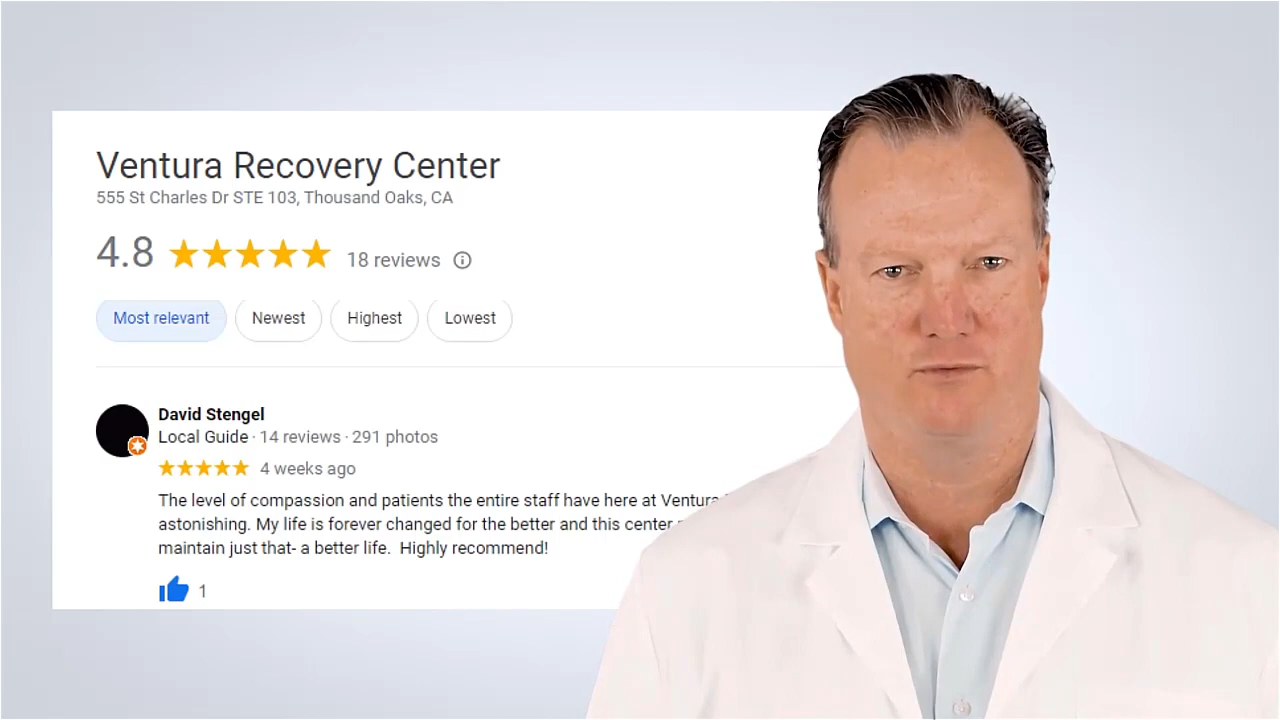 Ventura Recovery Center
555 St Charles Dr STE 103, Thousand Oaks, CA
4.8 18 reviews
Most relevant Newest Highest Lowest
David Stengel
Local Guide · 14 reviews · 291 photos
4 weeks ago
The level of compassion and patients the entire staff have here at Ventura
astonishing. My life is forever changed for the better and this center
maintain just that- a better life. Highly recommend!
1